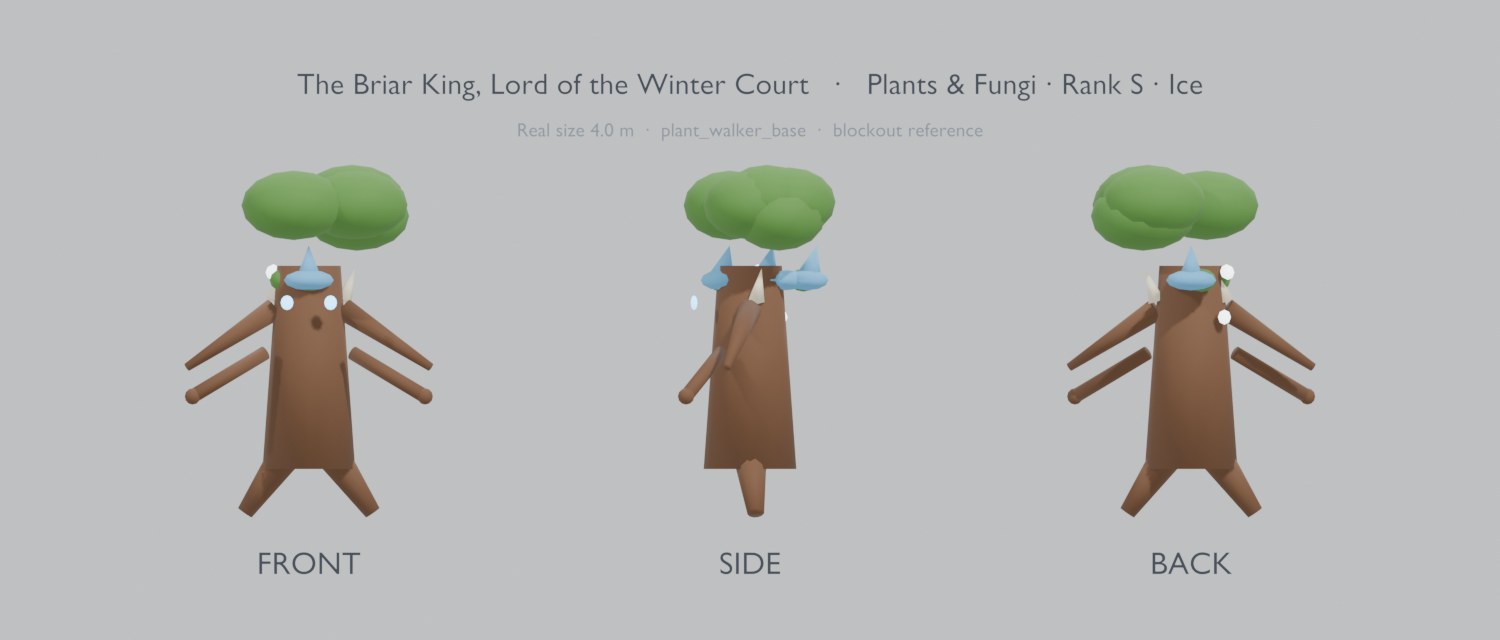 The Briar King, Lord of the Winter Court · Plants & Fungi · Rank S · Ice
Real size 4.0 m · plant_walker_base · blockout reference
FRONT SIDE BACK